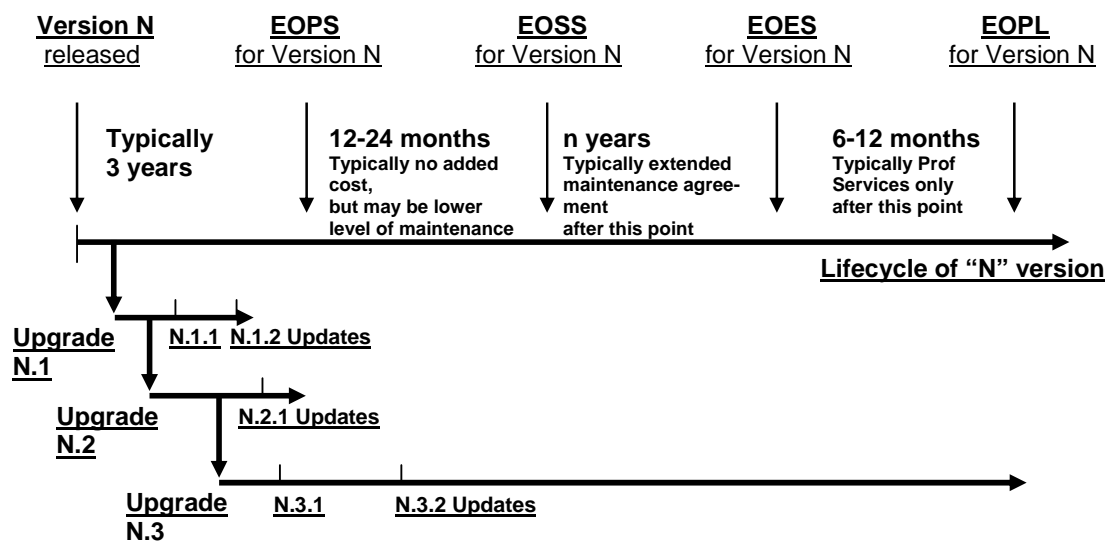 Version N
released
EOPS
for Version N
EOSS
for Version N
EOES
for Version N
EOPL
for Version N
Typically
3 years
12-24 months
Typically no added
cost,
but may be lower
level of maintenance
n years
Typically extended
maintenance agree-
ment
after this point
6-12 months
Typically Prof
Services only
after this point
Lifecycle of “N” version
Upgrade
N.1
N.1.1
N.1.2 Updates
Upgrade
N.2
N.2.1 Updates
Upgrade
N.3
N.3.1
N.3.2 Updates